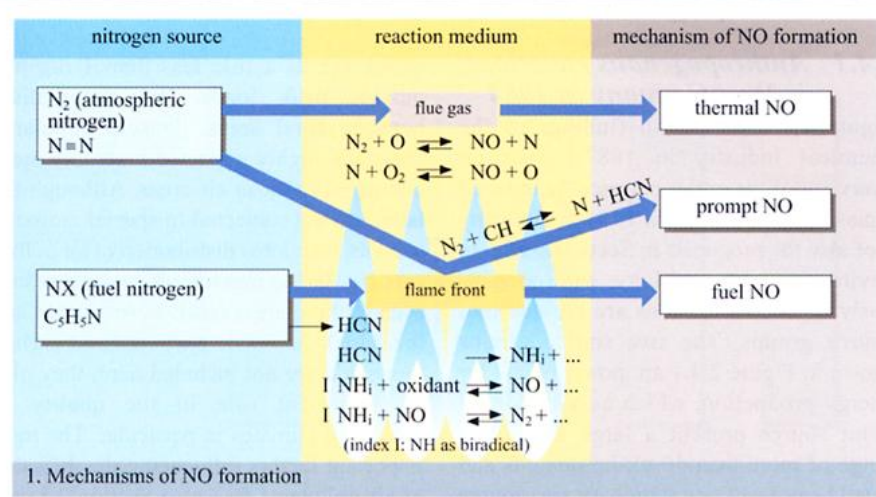 nitrogen source
reaction medium
mechanism of NO formation
N₂ (atmospheric
nitrogen)
N≡N
flue gas
thermal NO
N₂ + O ⇌ NO + N
N + O₂ ⇌ NO + O
N₂ + CH ⇌ N + HCN
prompt NO
NX (fuel nitrogen)
C₅H₅N
flame front
fuel NO
HCN
HCN → NHᵢ + ...
I NHᵢ + oxidant ⇌ NO + ...
I NHᵢ + NO ⇌ N₂ + ...
(index I: NH as biradical)
1. Mechanisms of NO formation